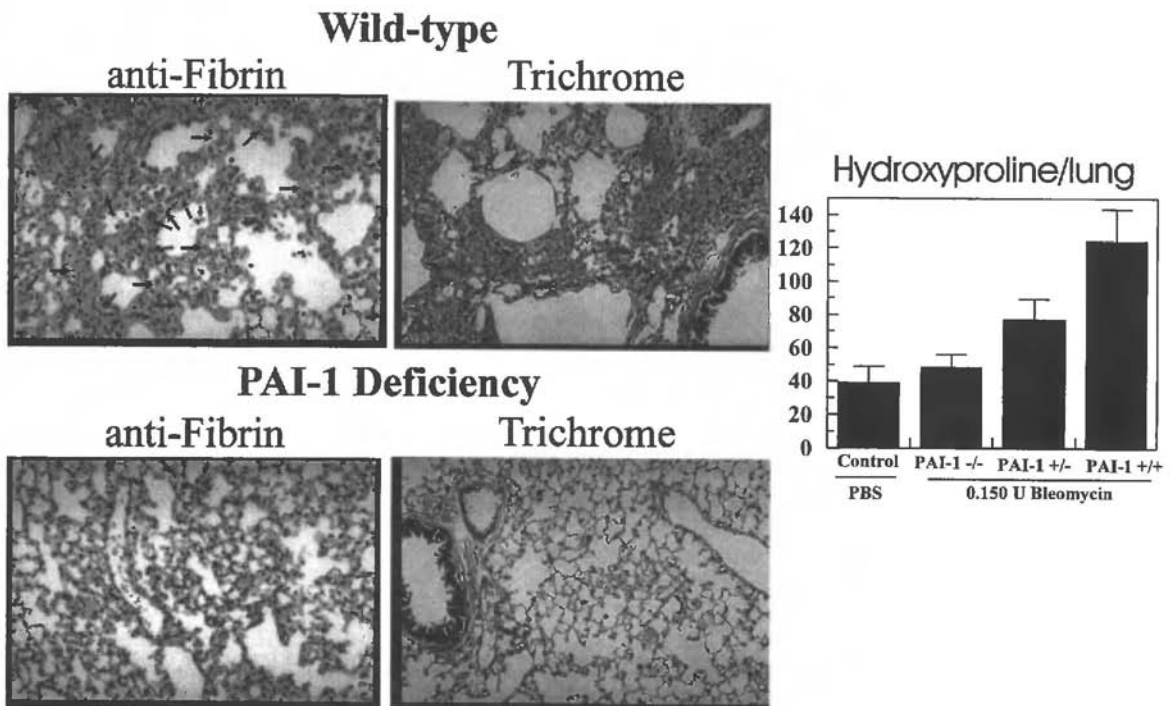 Wild-type
anti-Fibrin Trichrome
PAI-1 Deficiency
anti-Fibrin Trichrome
Hydroxyproline/lung
140
120
100
80
60
40
20
0
Control PAI-1 -/- PAI-1 +/- PAI-1 +/+
PBS 0.150 U Bleomycin